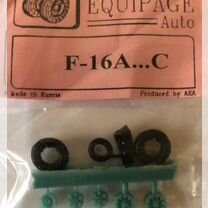 EQUIPAGE
Auto
F-16A...C
Made in Russia
Produced by AKA